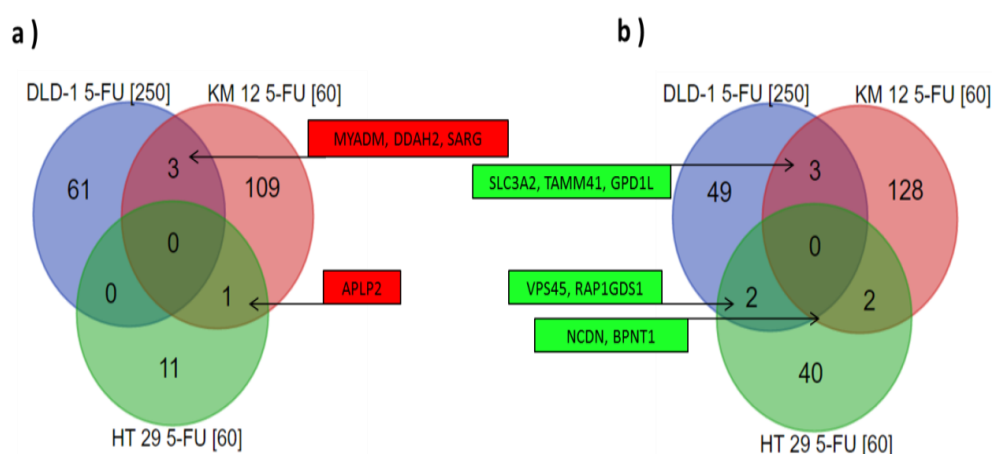 a )
b )
DLD-1 5-FU [250]
KM 12 5-FU [60]
DLD-1 5-FU [250]
KM 12 5-FU [60]
MYADM, DDAH2, SARG
SLC3A2, TAMM41, GPD1L
61
3
109
49
3
128
0
0
APLP2
VPS45, RAP1GDS1
0
1
2
2
NCDN, BPNT1
11
40
HT 29 5-FU [60]
HT 29 5-FU [60]